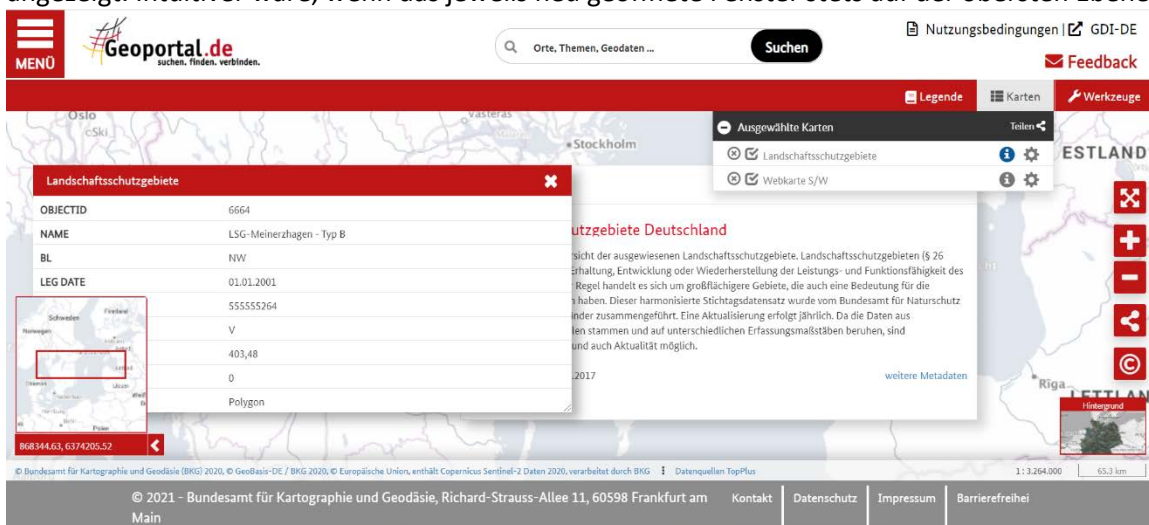 angezeigt. Intuitiver wäre, wenn das jeweils neu geöffnete Fenster stets auf der obersten Ebene
MENÜ
Geoportal.de
suchen. finden. verbinden.
Orte, Themen, Geodaten ...
Suchen
Nutzungsbedingungen | GDI-DE
Feedback
Legende
Karten
Werkzeuge
Oslo
Stockholm
ESTLAND
Ausgewählte Karten
Teilen
Landschaftsschutzgebiete
Webkarte S/W
Landschaftsschutzgebiete
OBJECTID 6664
NAME LSG-Meinerzhagen - Typ B
BL NW
LEG DATE 01.01.2001
555555264
V
403,48
0
Polygon
utzgebiete Deutschland
sicht der ausgewiesenen Landschaftsschutzgebiete. Landschaftsschutzgebieten (§ 26
Erhaltung, Entwicklung oder Wiederherstellung der Leistungs- und Funktionsfähigkeit des
Regel handelt es sich um großflächigere Gebiete, die auch eine Bedeutung für die
haben. Dieser harmonisierte Stichtagsdatensatz wurde vom Bundesamt für Naturschutz
inder zusammengeführt. Eine Aktualisierung erfolgt jährlich. Da die Daten aus
len stammen und auf unterschiedlichen Erfassungsmaßstäben beruhen, sind
und auch Aktualität möglich.
.2017
weitere Metadaten
Schweden
Finnland
Norwegen
Polen
868344.63, 6374205.52
Riga
LETTLAN
Hintergrund
© Bundesamt für Kartographie und Geodäsie (BKG) 2020, © GeoBasis-DE / BKG 2020, © Europäische Union, enthält Copernicus Sentinel-2 Daten 2020, verarbeitet durch BKG
Datenquellen TopPlus
1 : 3.264.000
65.3 km
© 2021 - Bundesamt für Kartographie und Geodäsie, Richard-Strauss-Allee 11, 60598 Frankfurt am
Main
Kontakt
Datenschutz
Impressum
Barrierefreihei